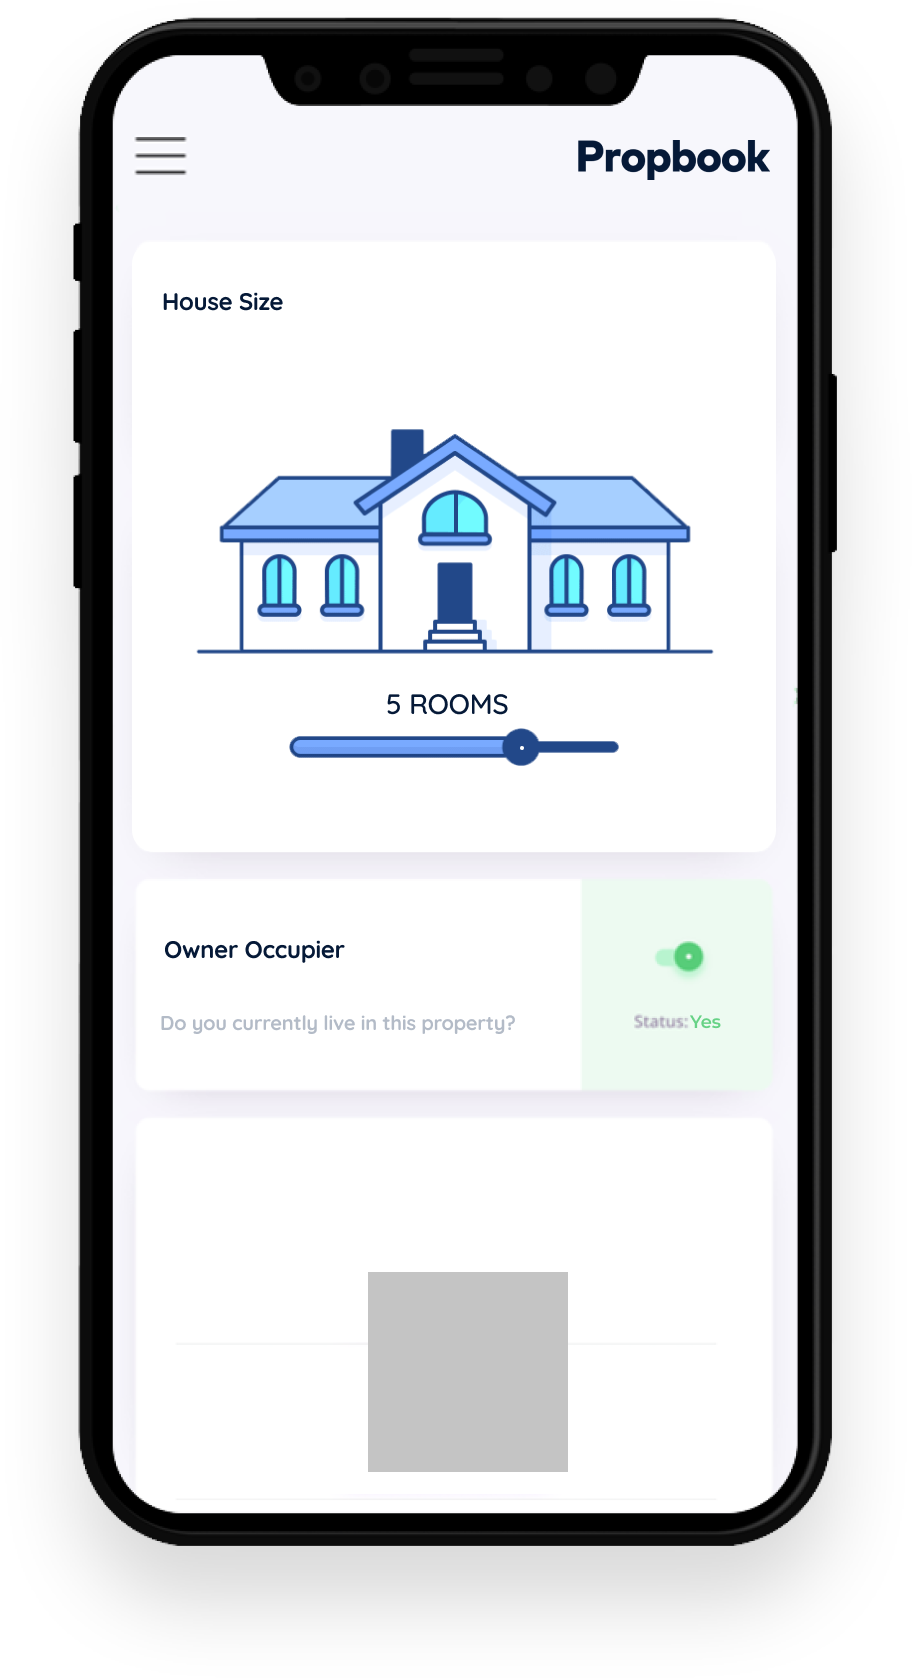 Propbook
House Size
5 ROOMS
Owner Occupier
Do you currently live in this property?
Status: Yes